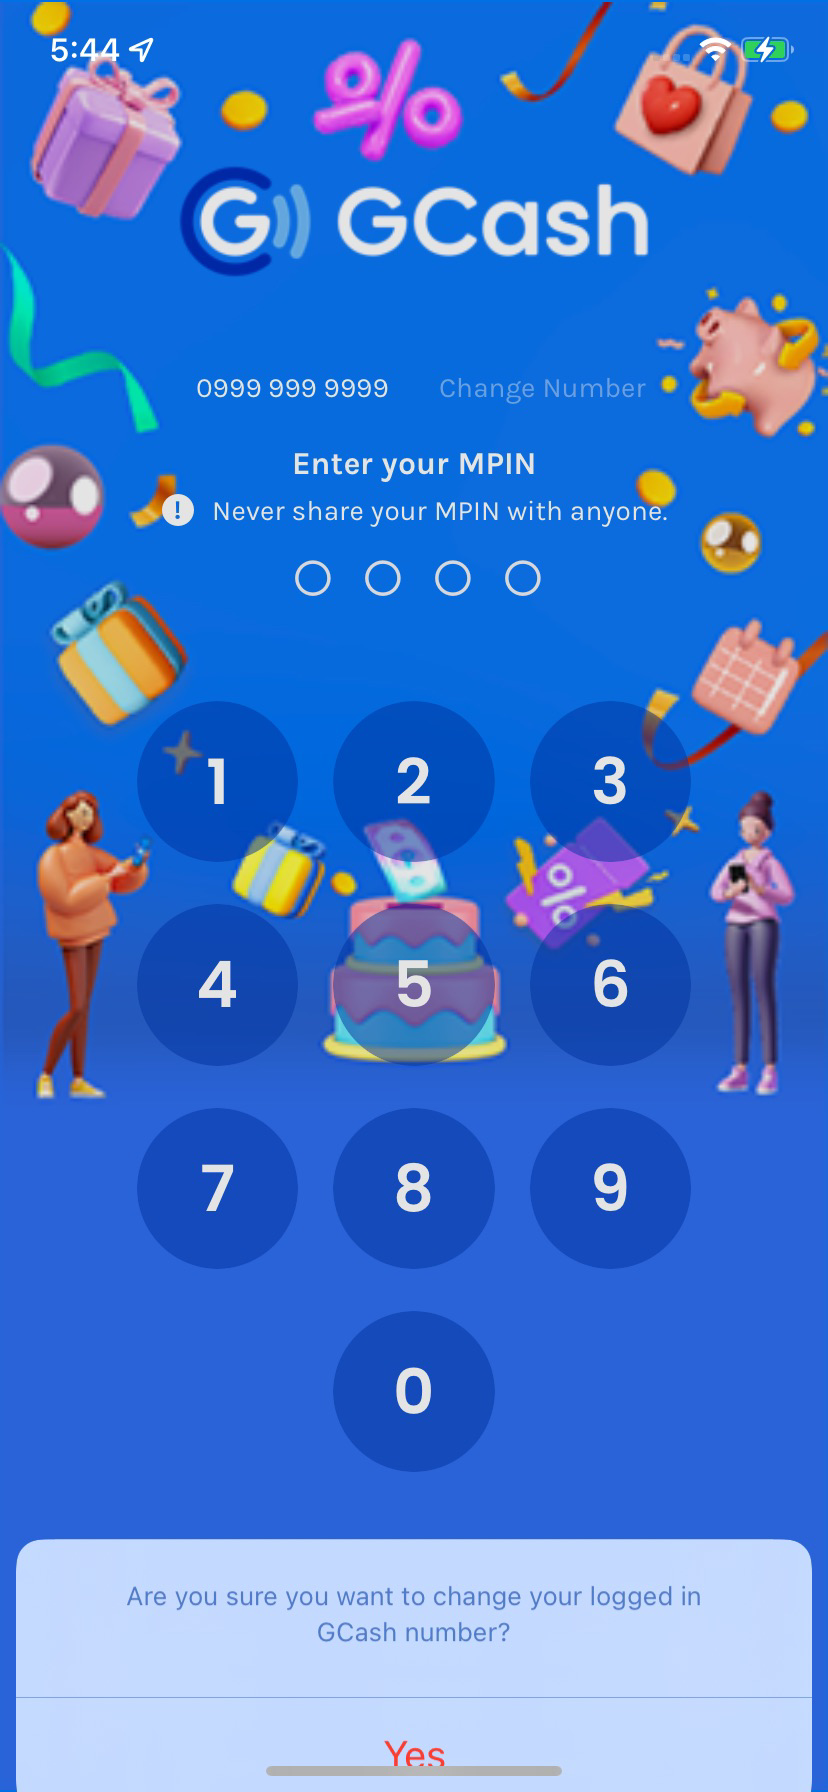 5:44
GCash
0999 999 9999 Change Number
Enter your MPIN
! Never share your MPIN with anyone.
1 2 3
4 5 6
7 8 9
0
Are you sure you want to change your logged in
GCash number?
Yes